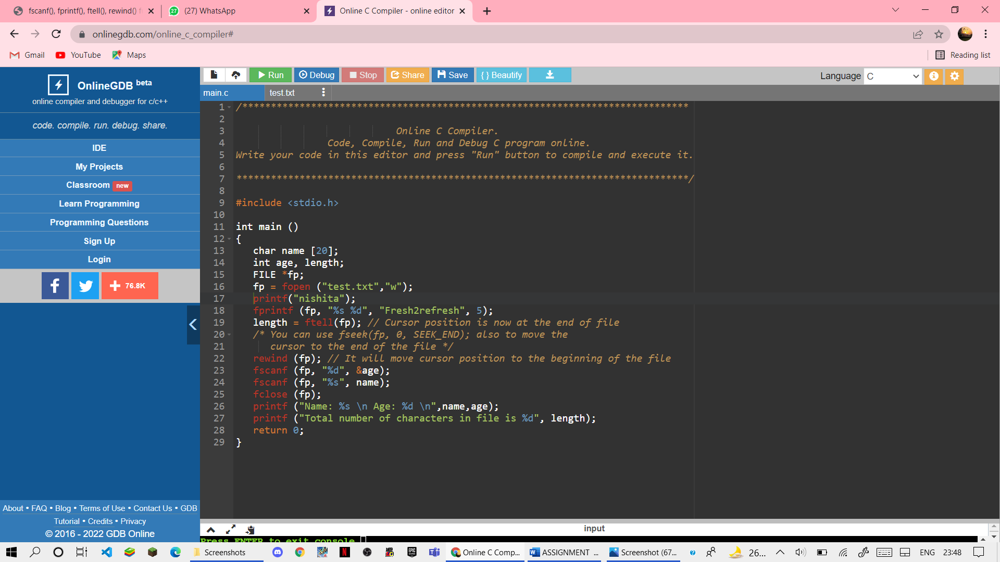 fscanf(), fprintf(), ftell(), rewind() f
(27) WhatsApp
Online C Compiler - online editor
onlinegdb.com/online_c_compiler#
Gmail YouTube Maps Reading list
OnlineGDB beta
online compiler and debugger for c/c++
code. compile. run. debug. share.
IDE
My Projects
Classroom new
Learn Programming
Programming Questions
Sign Up
Login
76.8K
About • FAQ • Blog • Terms of Use • Contact Us • GDB
Tutorial • Credits • Privacy
© 2016 - 2022 GDB Online
Run Debug Stop Share Save { } Beautify Language C
main.c test.txt
1 /******************************************************************************
2
3 Online C Compiler.
4 Code, Compile, Run and Debug C program online.
5 Write your code in this editor and press "Run" button to compile and execute it.
6
7 *******************************************************************************/
8
9 #include <stdio.h>
10
11 int main ()
12 {
13 char name [20];
14 int age, length;
15 FILE *fp;
16 fp = fopen ("test.txt","w");
17 printf("nishita");
18 fprintf (fp, "%s %d", "Fresh2refresh", 5);
19 length = ftell(fp); // Cursor position is now at the end of file
20 /* You can use fseek(fp, 0, SEEK_END); also to move the
21 cursor to the end of the file */
22 rewind (fp); // It will move cursor position to the beginning of the file
23 fscanf (fp, "%d", &age);
24 fscanf (fp, "%s", name);
25 fclose (fp);
26 printf ("Name: %s \n Age: %d \n",name,age);
27 printf ("Total number of characters in file is %d", length);
28 return 0;
29 }
input
Press ENTER to exit console.
Screenshots Online C Comp... ASSIGNMENT ... Screenshot (67... 26... ENG 23:48